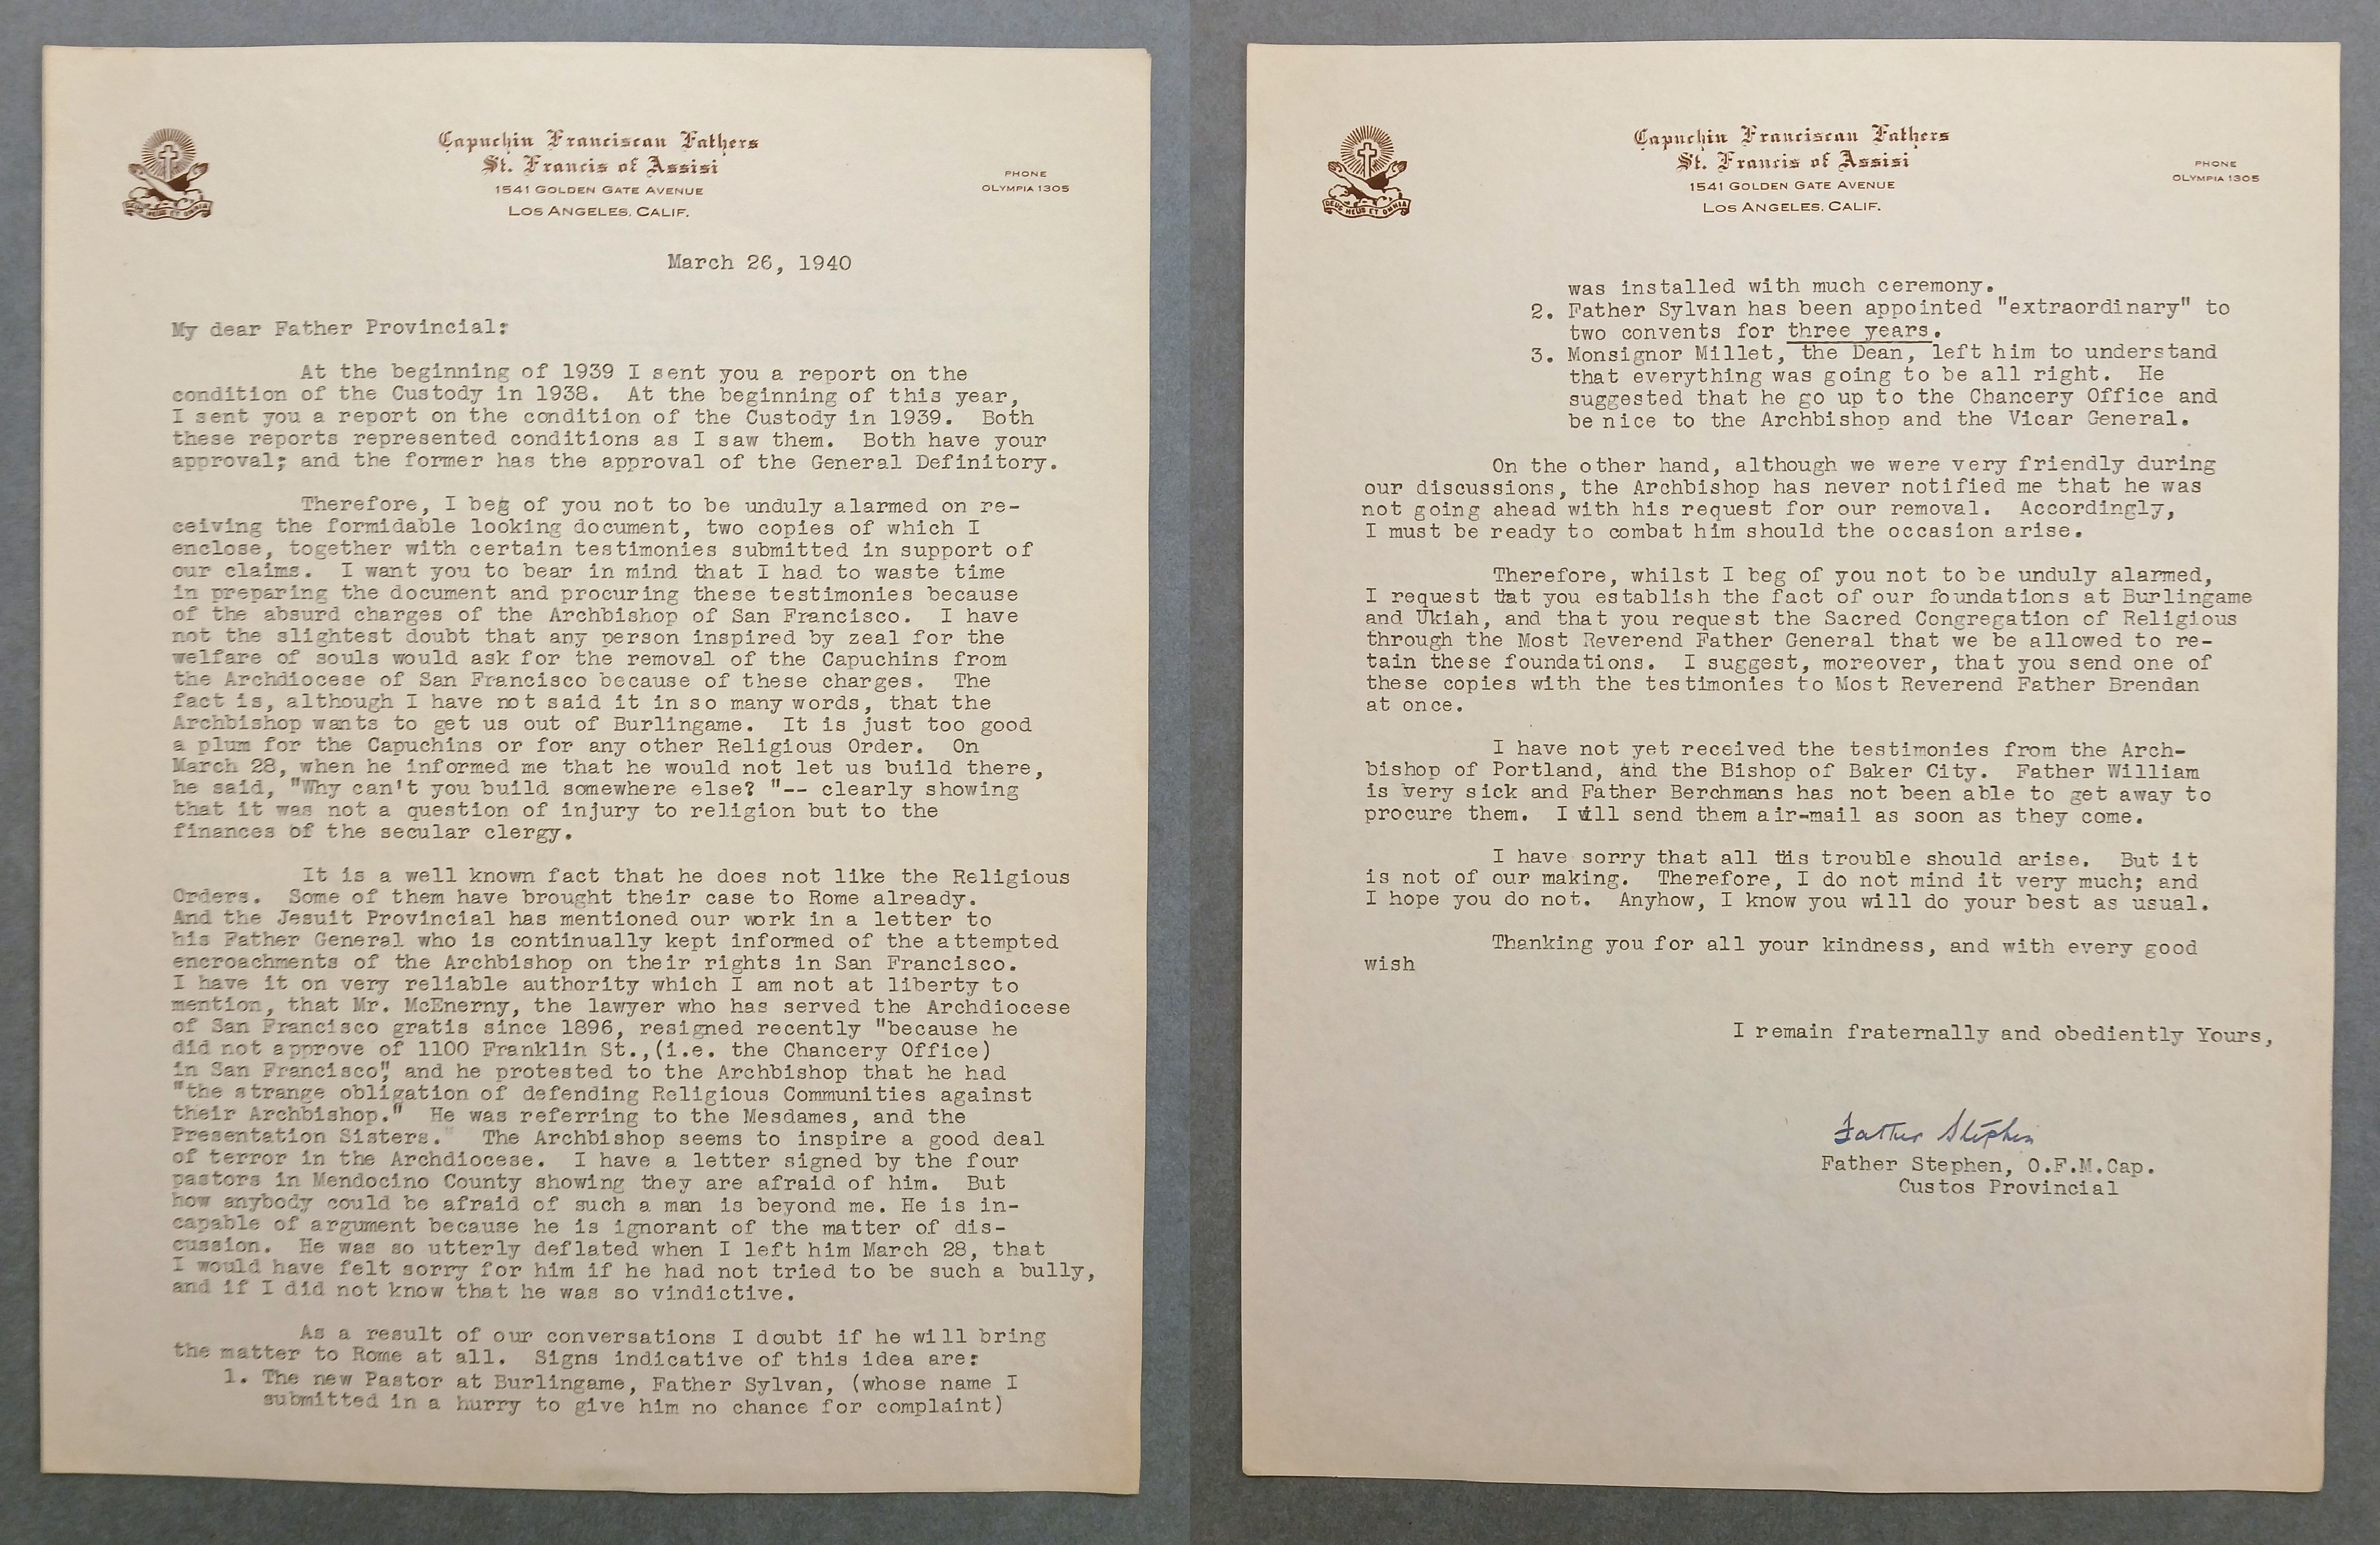 Capuchin Franciscan Fathers
St. Francis of Assisi
1541 GOLDEN GATE AVENUE
LOS ANGELES, CALIF.
PHONE
OLYMPIA 1305
DEUS MEUS ET OMNIA
March 26, 1940
My dear Father Provincial:
At the beginning of 1939 I sent you a report on the
condition of the Custody in 1938. At the beginning of this year,
I sent you a report on the condition of the Custody in 1939. Both
these reports represented conditions as I saw them. Both have your
approval; and the former has the approval of the General Definitory.
Therefore, I beg of you not to be unduly alarmed on re-
ceiving the formidable looking document, two copies of which I
enclose, together with certain testimonies submitted in support of
our claims. I want you to bear in mind that I had to waste time
in preparing the document and procuring these testimonies because
of the absurd charges of the Archbishop of San Francisco. I have
not the slightest doubt that any person inspired by zeal for the
welfare of souls would ask for the removal of the Capuchins from
the Archdiocese of San Francisco because of these charges. The
fact is, although I have not said it in so many words, that the
Archbishop wants to get us out of Burlingame. It is just too good
a plum for the Capuchins or for any other Religious Order. On
March 28, when he informed me that he would not let us build there,
he said, "Why can't you build somewhere else? "-- clearly showing
that it was not a question of injury to religion but to the
finances of the secular clergy.
It is a well known fact that he does not like the Religious
Orders. Some of them have brought their case to Rome already.
And the Jesuit Provincial has mentioned our work in a letter to
his Father General who is continually kept informed of the attempted
encroachments of the Archbishop on their rights in San Francisco.
I have it on very reliable authority which I am not at liberty to
mention, that Mr. McEnerny, the lawyer who has served the Archdiocese
of San Francisco gratis since 1896, resigned recently "because he
did not approve of 1100 Franklin St.,(i.e. the Chancery Office)
in San Francisco", and he protested to the Archbishop that he had
"the strange obligation of defending Religious Communities against
their Archbishop." He was referring to the Mesdames, and the
Presentation Sisters." The Archbishop seems to inspire a good deal
of terror in the Archdiocese. I have a letter signed by the four
pastors in Mendocino County showing they are afraid of him. But
how anybody could be afraid of such a man is beyond me. He is in-
capable of argument because he is ignorant of the matter of dis-
cussion. He was so utterly deflated when I left him March 28, that
I would have felt sorry for him if he had not tried to be such a bully,
and if I did not know that he was so vindictive.
As a result of our conversations I doubt if he will bring
the matter to Rome at all. Signs indicative of this idea are:
1. The new Pastor at Burlingame, Father Sylvan, (whose name I
submitted in a hurry to give him no chance for complaint)
Capuchin Franciscan Fathers
St. Francis of Assisi
1541 GOLDEN GATE AVENUE
LOS ANGELES, CALIF.
PHONE
OLYMPIA 1305
DEUS MEUS ET OMNIA
was installed with much ceremony.
2. Father Sylvan has been appointed "extraordinary" to
two convents for three years.
3. Monsignor Millet, the Dean, left him to understand
that everything was going to be all right. He
suggested that he go up to the Chancery Office and
be nice to the Archbishop and the Vicar General.
On the other hand, although we were very friendly during
our discussions, the Archbishop has never notified me that he was
not going ahead with his request for our removal. Accordingly,
I must be ready to combat him should the occasion arise.
Therefore, whilst I beg of you not to be unduly alarmed,
I request that you establish the fact of our foundations at Burlingame
and Ukiah, and that you request the Sacred Congregation of Religious
through the Most Reverend Father General that we be allowed to re-
tain these foundations. I suggest, moreover, that you send one of
these copies with the testimonies to Most Reverend Father Brendan
at once.
I have not yet received the testimonies from the Arch-
bishop of Portland, and the Bishop of Baker City. Father William
is very sick and Father Berchmans has not been able to get away to
procure them. I will send them air-mail as soon as they come.
I have sorry that all this trouble should arise. But it
is not of our making. Therefore, I do not mind it very much; and
I hope you do not. Anyhow, I know you will do your best as usual.
Thanking you for all your kindness, and with every good
wish
I remain fraternally and obediently Yours,
Father Stephen
Father Stephen, O.F.M.Cap.
Custos Provincial